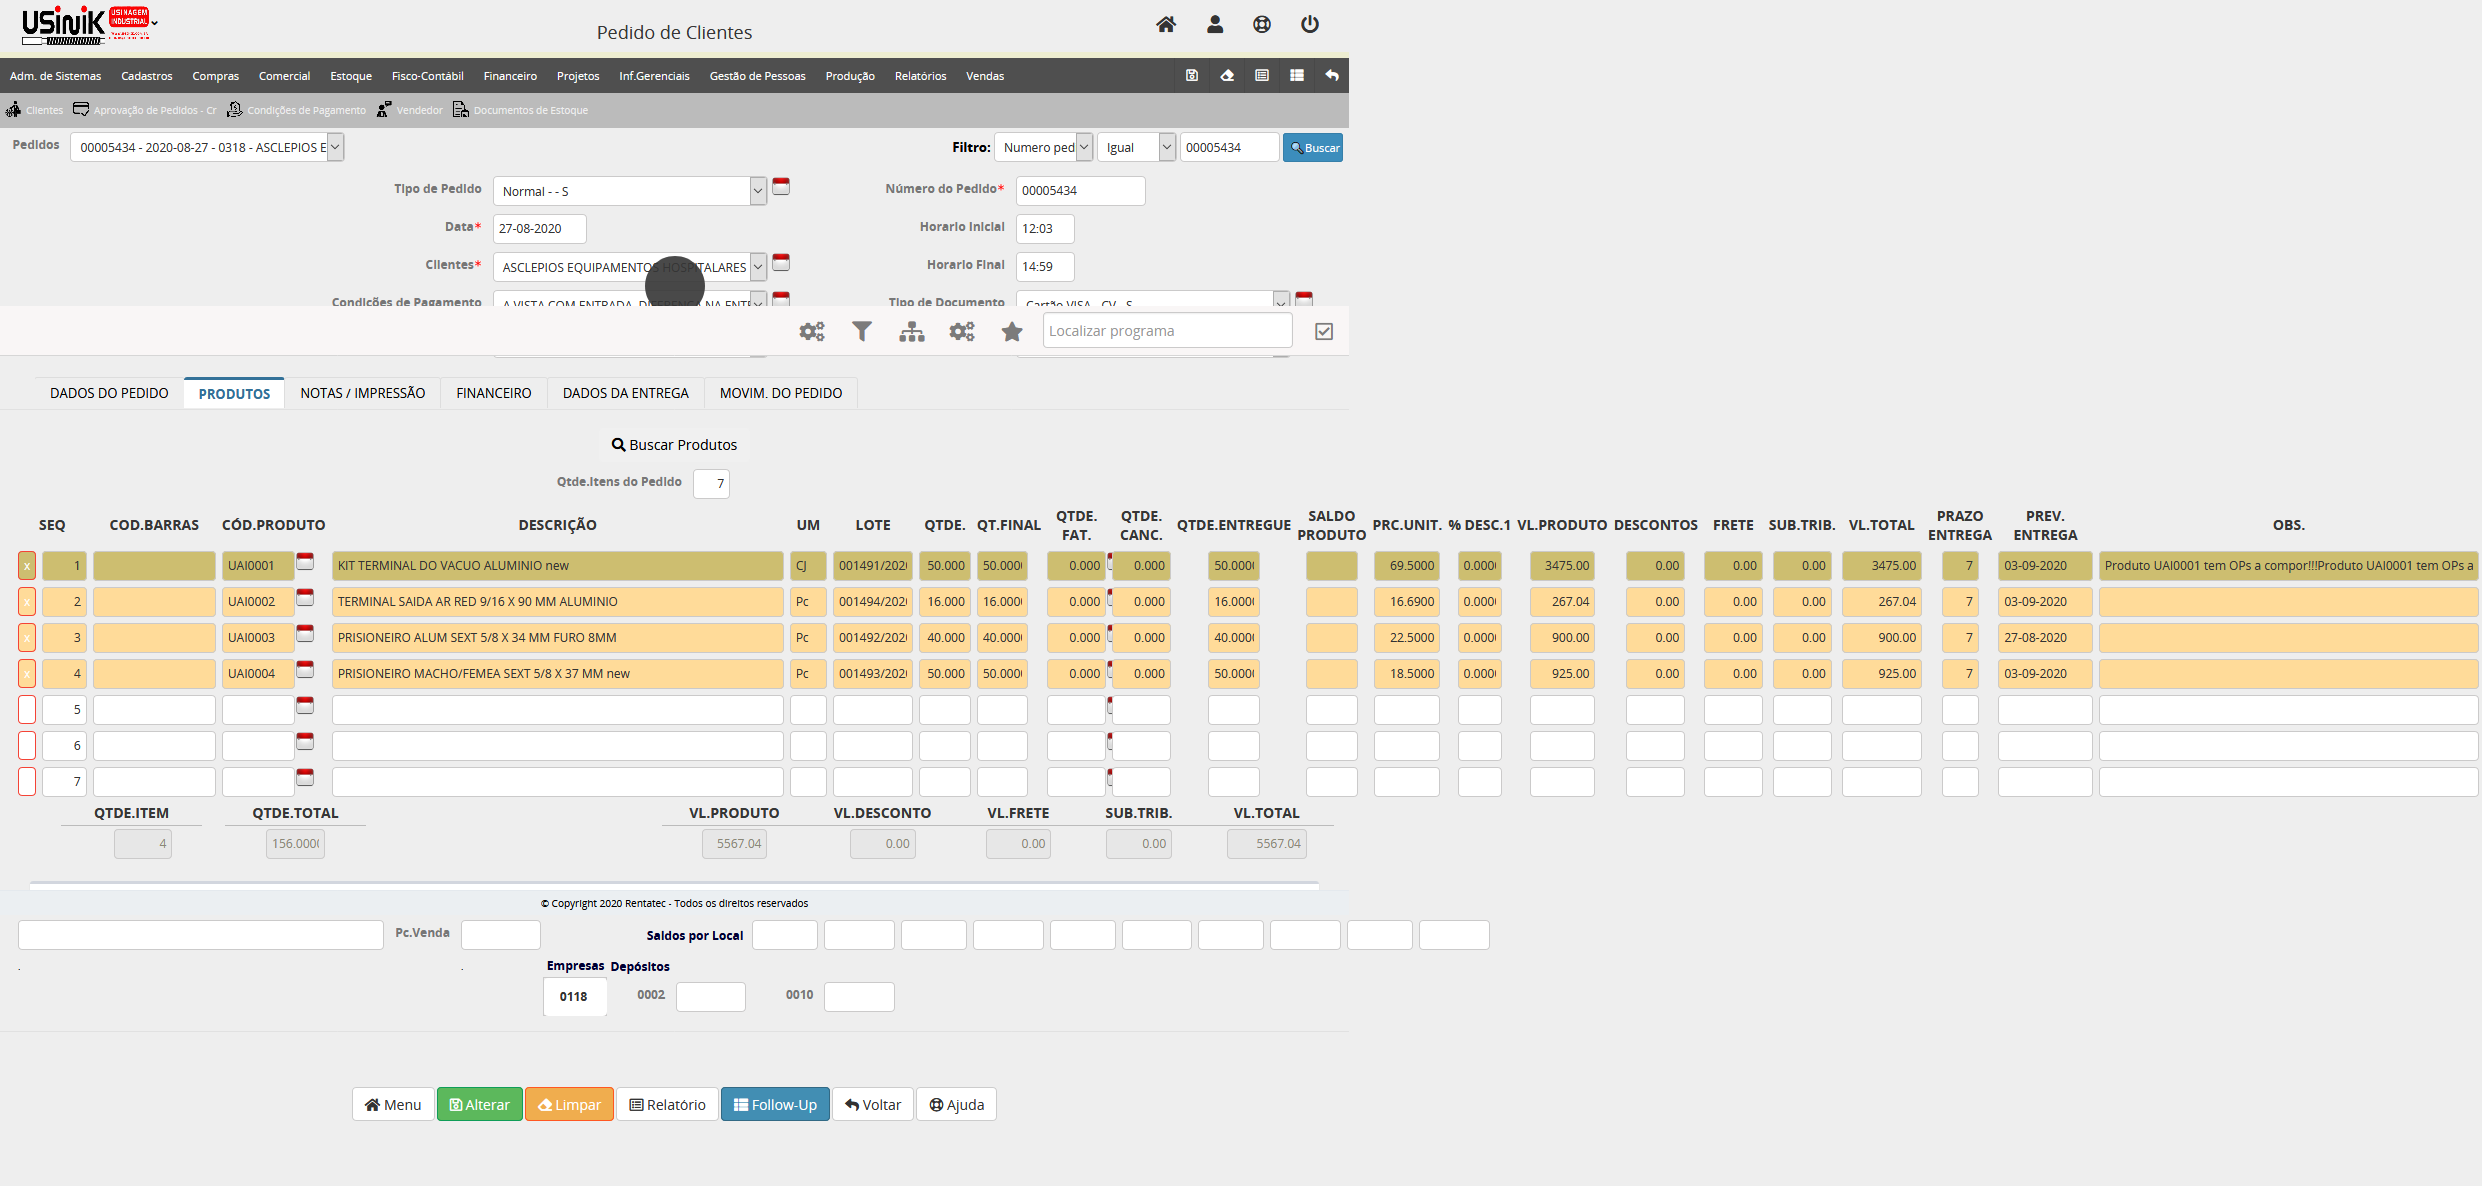 USiniK USINAGEM INDUSTRIAL
Pedido de Clientes
Adm. de Sistemas Cadastros Compras Comercial Estoque Fisco-Contábil Financeiro Projetos Inf.Gerenciais Gestão de Pessoas Produção Relatórios Vendas
Clientes Aprovação de Pedidos - Cr Condições de Pagamento Vendedor Documentos de Estoque
Pedidos 00005434 - 2020-08-27 - 0318 - ASCLEPIOS E Filtro: Numero ped Igual 00005434 Buscar
Tipo de Pedido Normal - - S Número do Pedido* 00005434
Data* 27-08-2020 Horario Inicial 12:03
Clientes* ASCLEPIOS EQUIPAMENTOS HOSPITALARES Horario Final 14:59
Condições de Pagamento A VISTA COM ENTRADA, DIFERENÇA NA ENTR Tipo de Documento Cartão VISA - CV - S
Localizar programa
DADOS DO PEDIDO PRODUTOS NOTAS / IMPRESSÃO FINANCEIRO DADOS DA ENTREGA MOVIM. DO PEDIDO
Buscar Produtos
Qtde.Itens do Pedido 7
SEQ COD.BARRAS CÓD.PRODUTO DESCRIÇÃO UM LOTE QTDE. QT.FINAL QTDE. FAT. QTDE. CANC. QTDE.ENTREGUE SALDO PRODUTO PRC.UNIT. % DESC.1 VL.PRODUTO DESCONTOS FRETE SUB.TRIB. VL.TOTAL PRAZO ENTREGA PREV. ENTREGA OBS.
x 1 UAI0001 KIT TERMINAL DO VACUO ALUMINIO new CJ 001491/202 50.000 50.000 0.000 0.000 50.000 69.5000 0.000 3475.00 0.00 0.00 0.00 3475.00 7 03-09-2020 Produto UAI0001 tem OPs a compor!!!Produto UAI0001 tem OPs a
x 2 UAI0002 TERMINAL SAIDA AR RED 9/16 X 90 MM ALUMINIO Pc 001494/202 16.000 16.000 0.000 0.000 16.000 16.6900 0.000 267.04 0.00 0.00 0.00 267.04 7 03-09-2020
x 3 UAI0003 PRISIONEIRO ALUM SEXT 5/8 X 34 MM FURO 8MM Pc 001492/202 40.000 40.000 0.000 0.000 40.000 22.5000 0.000 900.00 0.00 0.00 0.00 900.00 7 27-08-2020
x 4 UAI0004 PRISIONEIRO MACHO/FEMEA SEXT 5/8 X 37 MM new Pc 001493/202 50.000 50.000 0.000 0.000 50.000 18.5000 0.000 925.00 0.00 0.00 0.00 925.00 7 03-09-2020
5
6
7
QTDE.ITEM QTDE.TOTAL VL.PRODUTO VL.DESCONTO VL.FRETE SUB.TRIB. VL.TOTAL
4 156.000 5567.04 0.00 0.00 0.00 5567.04
© Copyright 2020 Rentatec - Todos os direitos reservados
Pc.Venda Saldos por Local
. . Empresas Depósitos
0118 0002 0010
Menu Alterar Limpar Relatório Follow-Up Voltar Ajuda